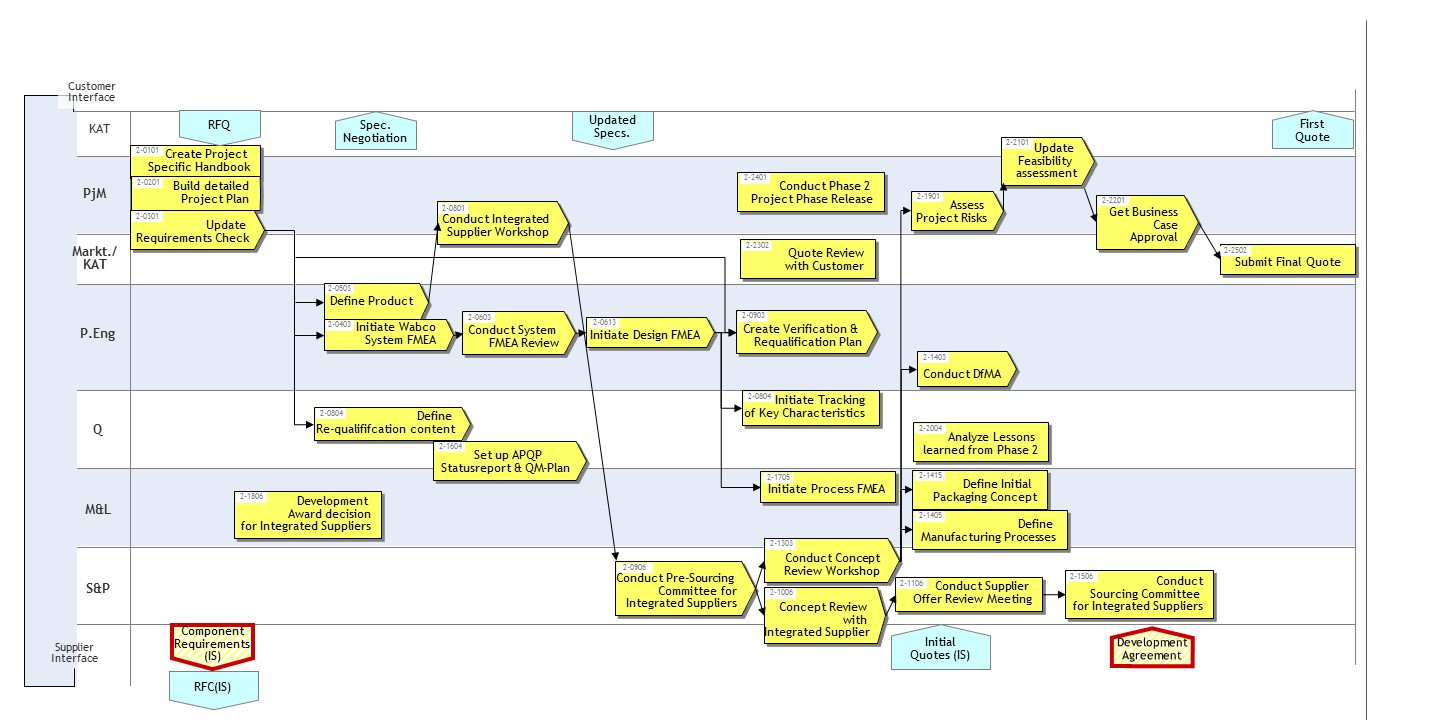 Customer
Interface
KAT
RFQ
Spec.
Negotiation
Updated
Specs.
First
Quote
PjM
2-0101
Create Project
Specific Handbook
2-0201
Build detailed
Project Plan
2-0301
Update
Requirements Check
2-0801
Conduct Integrated
Supplier Workshop
2-2401
Conduct Phase 2
Project Phase Release
2-1901
Assess
Project Risks
2-2101
Update
Feasibility
assessment
2-2201
Get Business
Case
Approval
Markt./
KAT
2-2302
Quote Review
with Customer
2-2502
Submit Final Quote
P.Eng
2-0503
Define Product
2-0403
Initiate Wabco
System FMEA
2-0603
Conduct System
FMEA Review
2-0613
Initiate Design FMEA
2-0903
Create Verification &
Requalification Plan
2-1403
Conduct DfMA
Q
2-0804
Define
Re-qualififcation content
2-1604
Set up APQP
Statusreport & QM-Plan
2-0804
Initiate Tracking
of Key Characteristics
2-2004
Analyze Lessons
learned from Phase 2
M&L
2-1806
Development
Award decision
for Integrated Suppliers
2-1705
Initiate Process FMEA
2-1415
Define Initial
Packaging Concept
2-1405
Define
Manufacturing Processes
S&P
2-0906
Conduct Pre-Sourcing
Committee for
Integrated Suppliers
2-1303
Conduct Concept
Review Workshop
2-1006
Concept Review
with
Integrated Supplier
2-1106
Conduct Supplier
Offer Review Meeting
2-1506
Conduct
Sourcing Committee
for Integrated Suppliers
Supplier
Interface
Component
Requirements
(IS)
RFC(IS)
Initial
Quotes (IS)
Development
Agreement